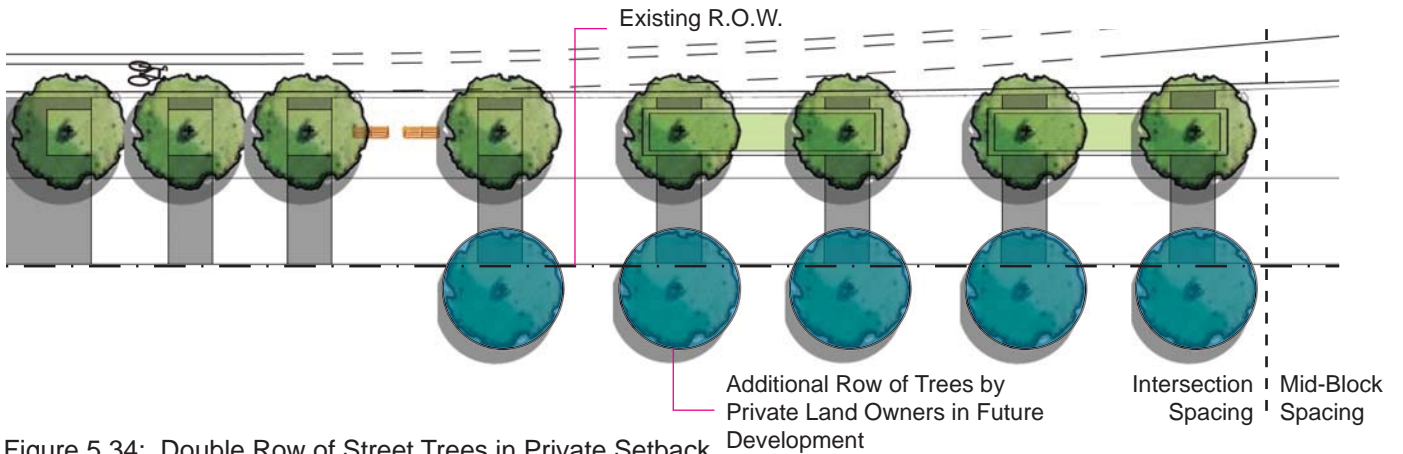 Existing R.O.W.
Additional Row of Trees by
Private Land Owners in Future
Development
Intersection
Spacing
Mid-Block
Spacing
Figure 5.34: Double Row of Street Trees in Private Setback